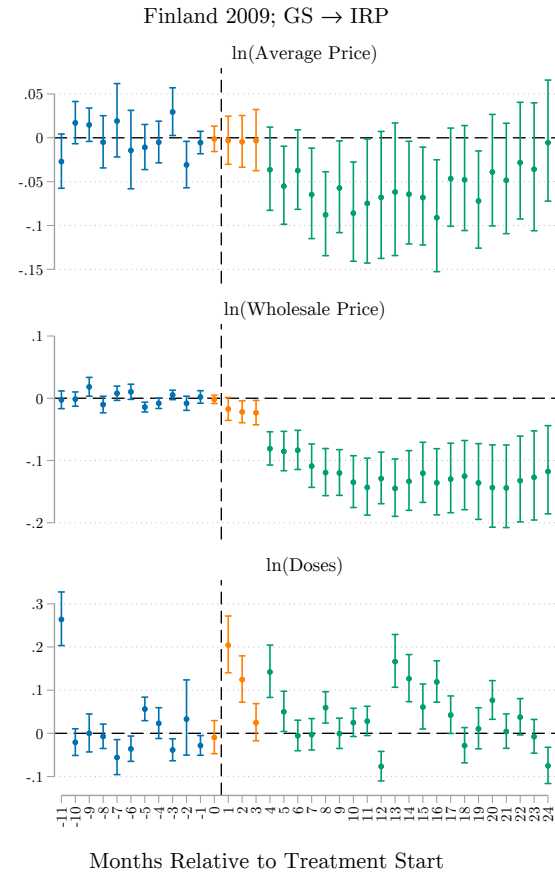 Finland 2009; GS → IRP
ln(Average Price)
.05
0
-.05
-.1
-.15
ln(Wholesale Price)
.1
0
-.1
-.2
ln(Doses)
.3
.2
.1
0
-.1
-11 -10 -9 -8 -7 -6 -5 -4 -3 -2 -1 0 1 2 3 4 5 6 7 8 9 10 11 12 13 14 15 16 17 18 19 20 21 22 23 24
Months Relative to Treatment Start